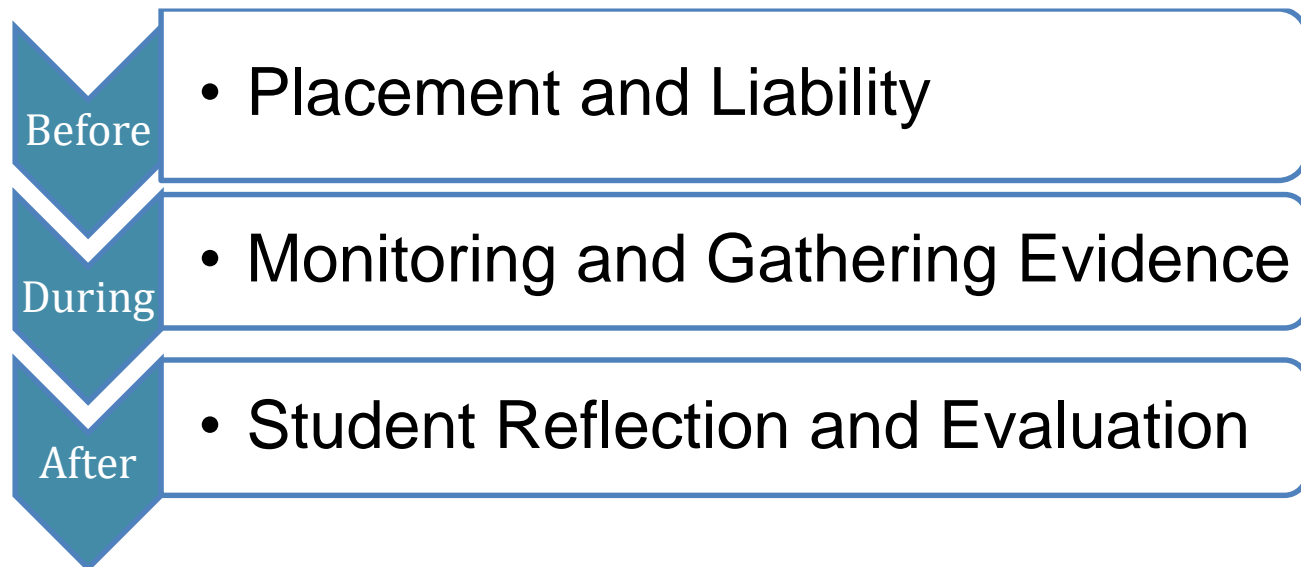 Before
• Placement and Liability
During
• Monitoring and Gathering Evidence
After
• Student Reflection and Evaluation